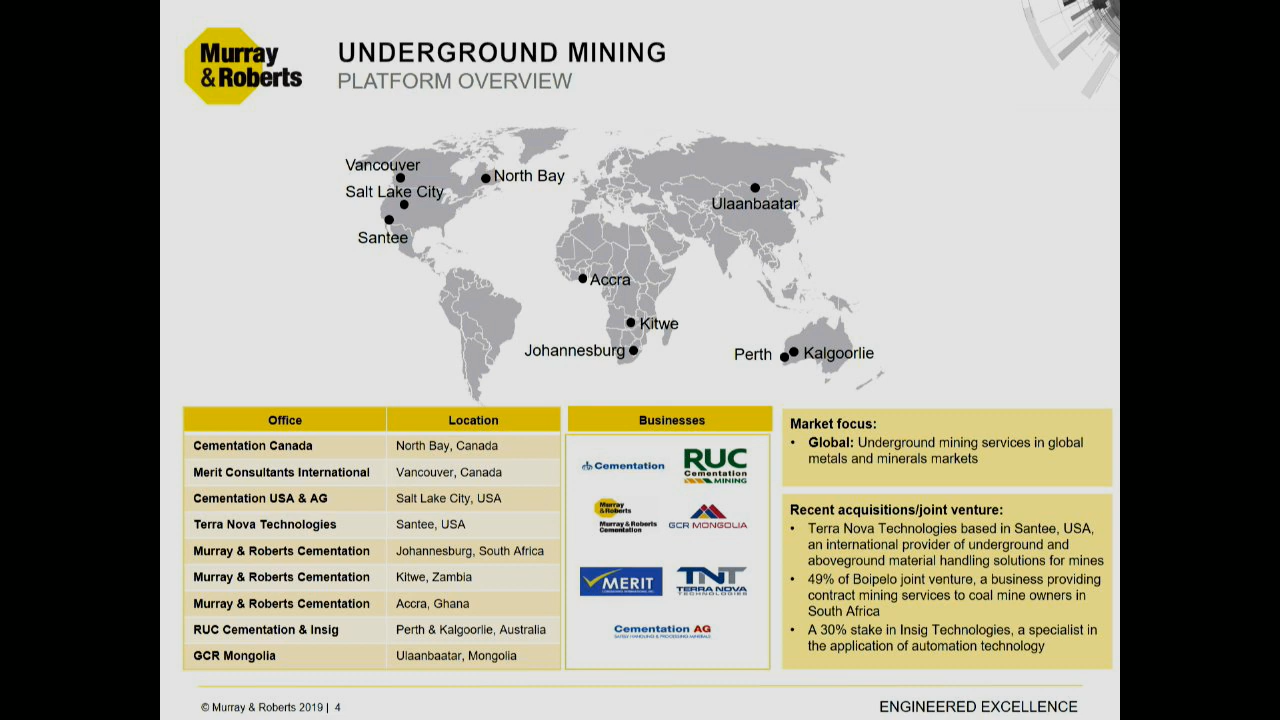 Murray
& Roberts
UNDERGROUND MINING
PLATFORM OVERVIEW
Vancouver
North Bay
Salt Lake City
Santee
Ulaanbaatar
Accra
Kitwe
Johannesburg
Perth
Kalgoorlie
Office Location
Cementation Canada North Bay, Canada
Merit Consultants International Vancouver, Canada
Cementation USA & AG Salt Lake City, USA
Terra Nova Technologies Santee, USA
Murray & Roberts Cementation Johannesburg, South Africa
Murray & Roberts Cementation Kitwe, Zambia
Murray & Roberts Cementation Accra, Ghana
RUC Cementation & Insig Perth & Kalgoorlie, Australia
GCR Mongolia Ulaanbaatar, Mongolia
Businesses
Cementation
RUC
Cementation
MINING
Murray
& Roberts
Murray & Roberts
Cementation
GCR MONGOLIA
MERIT
CONSULTANTS INTERNATIONAL INC.
TNT
TERRA NOVA
TECHNOLOGIES
Cementation AG
Market focus:
• Global: Underground mining services in global
metals and minerals markets
Recent acquisitions/joint venture:
• Terra Nova Technologies based in Santee, USA,
an international provider of underground and
aboveground material handling solutions for mines
• 49% of Boipelo joint venture, a business providing
contract mining services to coal mine owners in
South Africa
• A 30% stake in Insig Technologies, a specialist in
the application of automation technology
© Murray & Roberts 2019 | 4
ENGINEERED EXCELLENCE